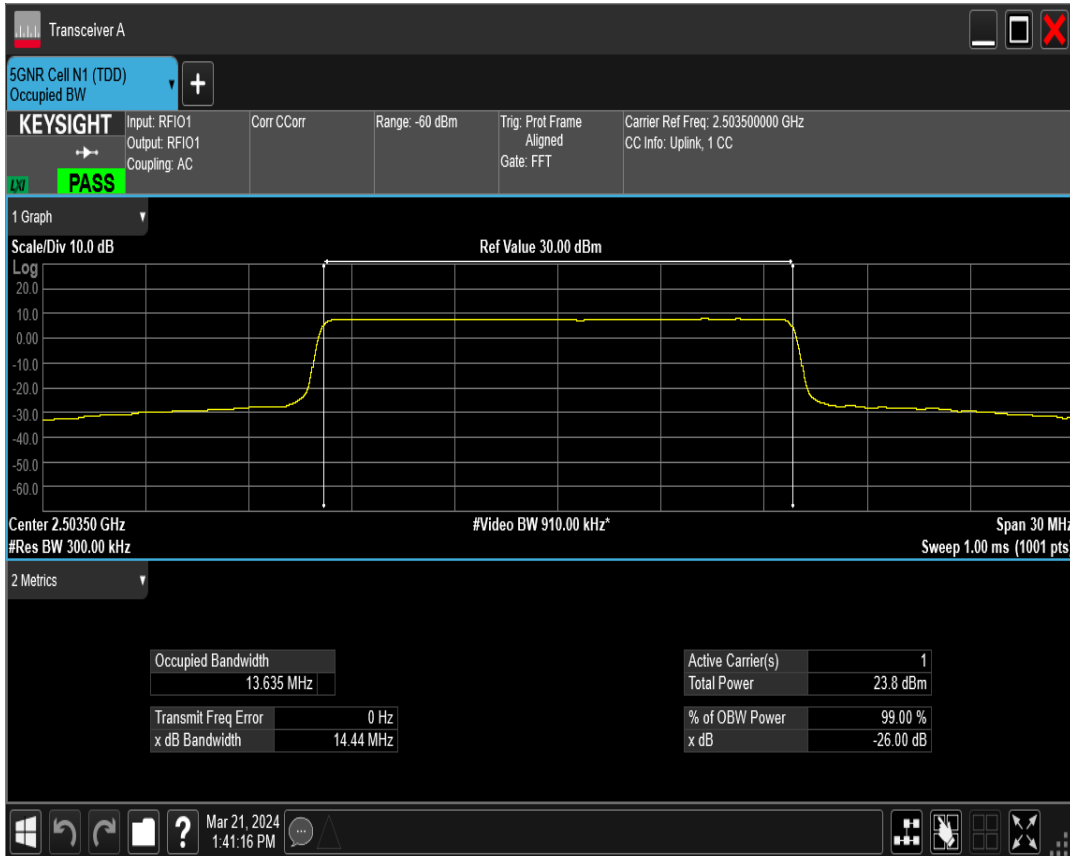 Transceiver A
5GNR Cell N1 (TDD)
Occupied BW
+
KEYSIGHT
LXI
PASS
Input: RFIO1
Output: RFIO1
Coupling: AC
Corr CCorr
Range: -60 dBm
Trig: Prot Frame
Aligned
Gate: FFT
Carrier Ref Freq: 2.503500000 GHz
CC Info: Uplink, 1 CC
1 Graph
Scale/Div 10.0 dB
Ref Value 30.00 dBm
Log
20.0
10.0
0.00
-10.0
-20.0
-30.0
-40.0
-50.0
-60.0
Center 2.50350 GHz
#Video BW 910.00 kHz*
Span 30 MHz
#Res BW 300.00 kHz
Sweep 1.00 ms (1001 pts)
2 Metrics
Occupied Bandwidth
13.635 MHz
Transmit Freq Error 0 Hz
x dB Bandwidth 14.44 MHz
Active Carrier(s) 1
Total Power 23.8 dBm
% of OBW Power 99.00 %
x dB -26.00 dB
?
Mar 21, 2024
1:41:16 PM